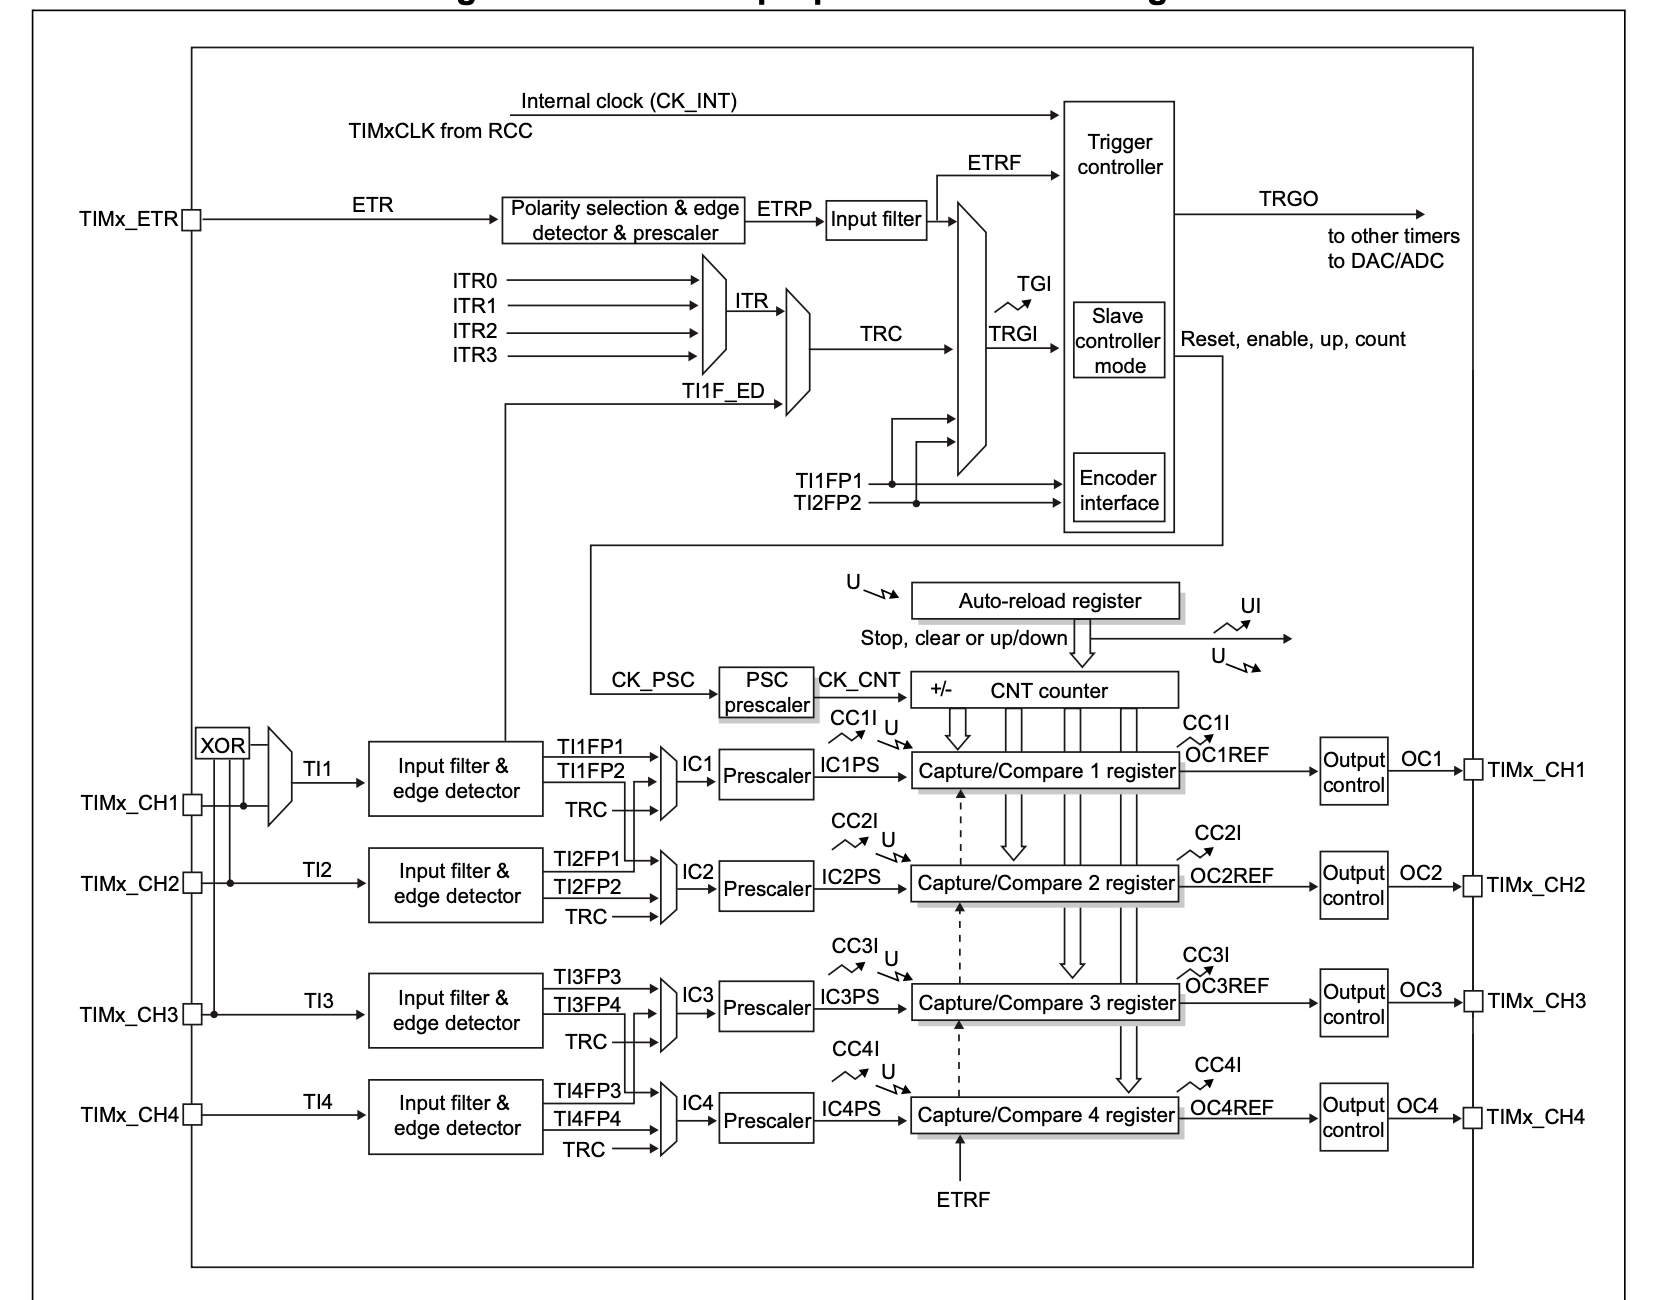 Internal clock (CK_INT)
TIMxCLK from RCC
Trigger
controller
ETRF
TIMx_ETR
ETR
Polarity selection & edge
detector & prescaler
ETRP
Input filter
TRGO
to other timers
to DAC/ADC
ITR0
ITR1
ITR2
ITR3
ITR
TRC
TGI
TRGI
Slave
controller
mode
Reset, enable, up, count
TI1F_ED
TI1FP1
TI2FP2
Encoder
interface
U
Auto-reload register
UI
Stop, clear or up/down
U
CK_PSC
PSC
prescaler
CK_CNT
+/-
CNT counter
XOR
TIMx_CH1
TI1
Input filter &
edge detector
TI1FP1
TI1FP2
TRC
IC1
Prescaler
IC1PS
CC1I
U
Capture/Compare 1 register
CC1I
OC1REF
Output
control
OC1
TIMx_CH1
TIMx_CH2
TI2
Input filter &
edge detector
TI2FP1
TI2FP2
TRC
IC2
Prescaler
IC2PS
CC2I
U
Capture/Compare 2 register
CC2I
OC2REF
Output
control
OC2
TIMx_CH2
TIMx_CH3
TI3
Input filter &
edge detector
TI3FP3
TI3FP4
TRC
IC3
Prescaler
IC3PS
CC3I
U
Capture/Compare 3 register
CC3I
OC3REF
Output
control
OC3
TIMx_CH3
TIMx_CH4
TI4
Input filter &
edge detector
TI4FP3
TI4FP4
TRC
IC4
Prescaler
IC4PS
CC4I
U
Capture/Compare 4 register
CC4I
OC4REF
Output
control
OC4
TIMx_CH4
ETRF